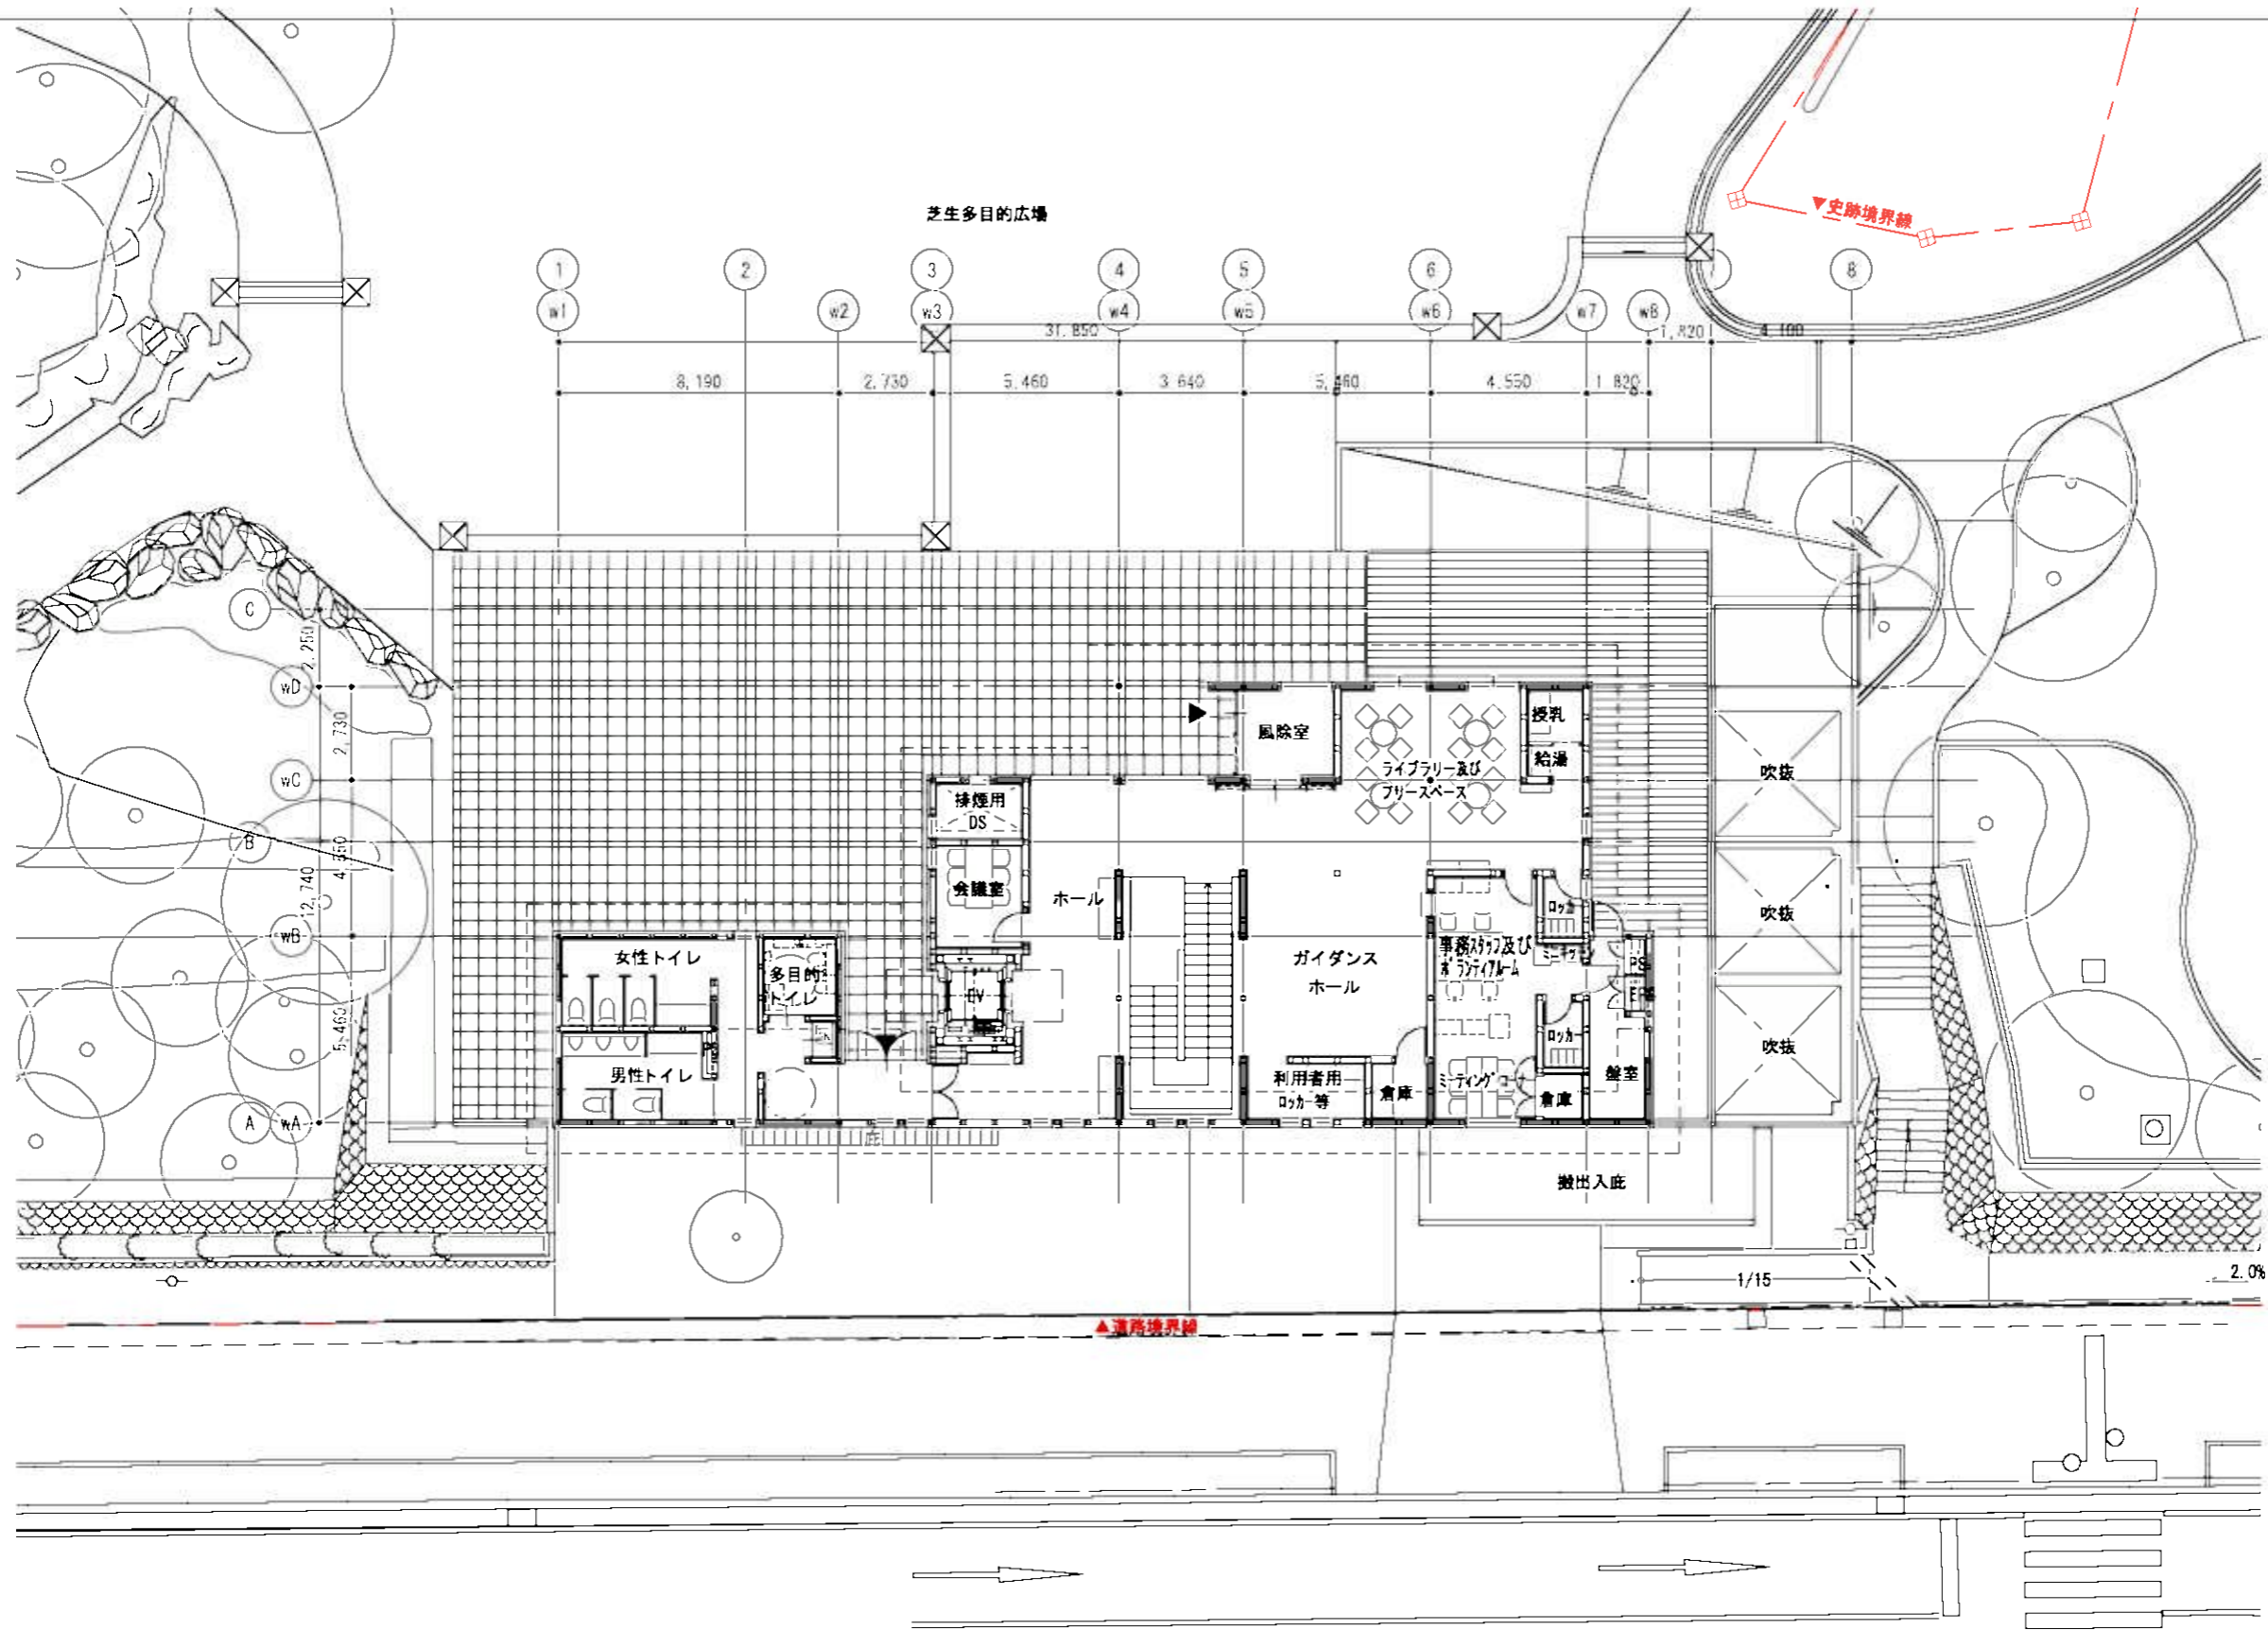 芝生多目的広場
▼史跡境界線
1
2
3
4
5
6
8
w1
w2
w3
w4
w5
w6
w7
w8
31.850
1,820
4.100
8,190
2.730
5.460
3 640
5,460
4.550
1 820
C
wD
wC
B
wB
A
wA
2.250
2.730
4.550
12.740
5.460
風除室
授乳
給湯
ライブラリー及び
フリースペース
吹抜
排煙用
DS
会議室
ホール
ロッカー
吹抜
女性トイレ
多目的
トイレ
EV
ガイダンス
ホール
事務スタッフ及び
ボランティアルーム
PS
EPS
ロッカー
吹抜
男性トイレ
利用者用
ロッカー等
倉庫
倉庫
盤室
庇
搬出入庇
1/15
2.0%
▲道路境界線